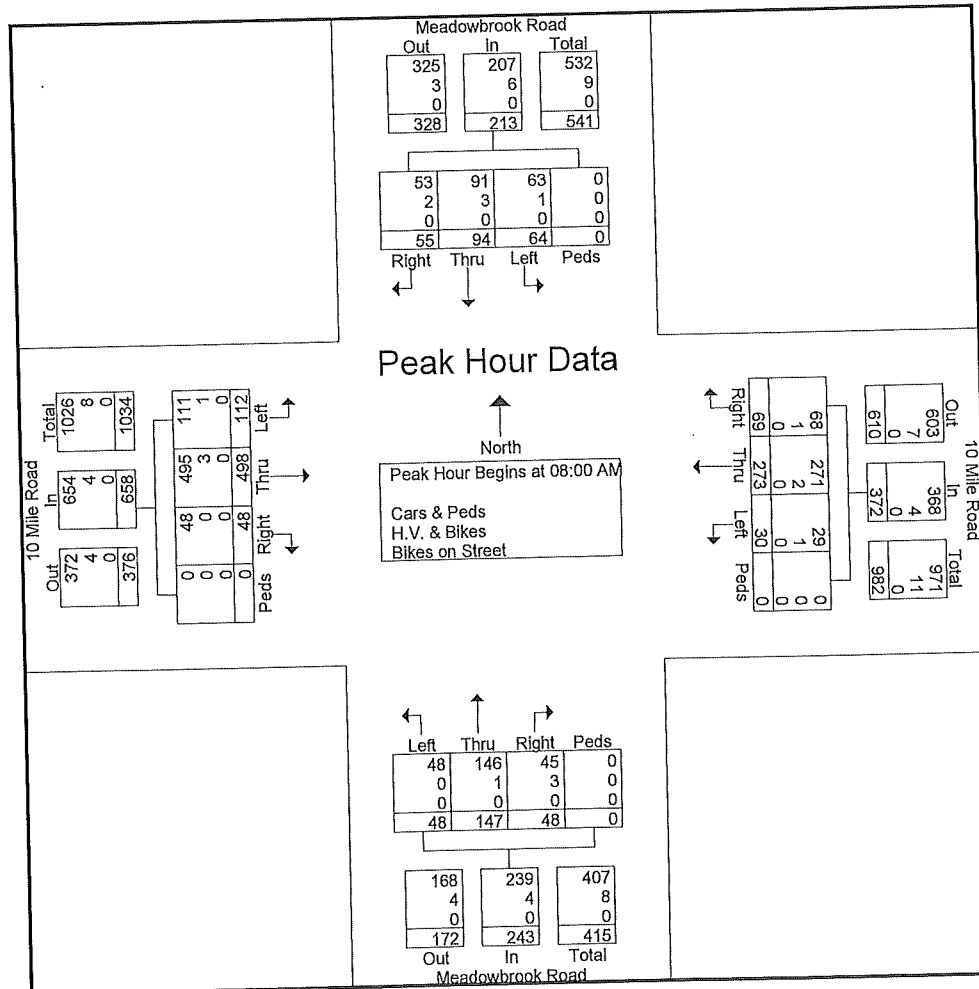 Meadowbrook Road
Out In Total
325 207 532
3 6 9
0 0 0
328 213 541
53 91 63 0
2 3 1 0
0 0 0 0
55 94 64 0
Right Thru Left Peds
Peak Hour Data
North
Peak Hour Begins at 08:00 AM
Cars & Peds
H.V. & Bikes
Bikes on Street
10 Mile Road
Out In Total
372 654 1026
4 4 8
0 0 0
376 658 1034
Peds Right Thru Left
0 48 495 111
0 0 3 1
0 0 0 0
0 48 498 112
10 Mile Road
Out In Total
603 368 971
7 4 11
0 0 0
610 372 982
68 271 29 0
1 2 1 0
0 0 0 0
69 273 30 0
Right Thru Left Peds
Left Thru Right Peds
48 146 45 0
0 1 3 0
0 0 0 0
48 147 48 0
168 239 407
4 4 8
0 0 0
172 243 415
Out In Total
Meadowbrook Road